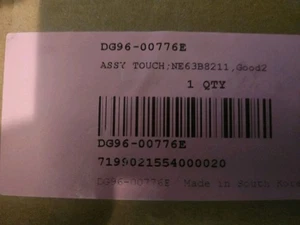 DG96-00776E
ASSY TOUCH;NE63B8211,Good2
1 QTY
DG96-00776E
7199021554000020
DG96-00776E Made in South